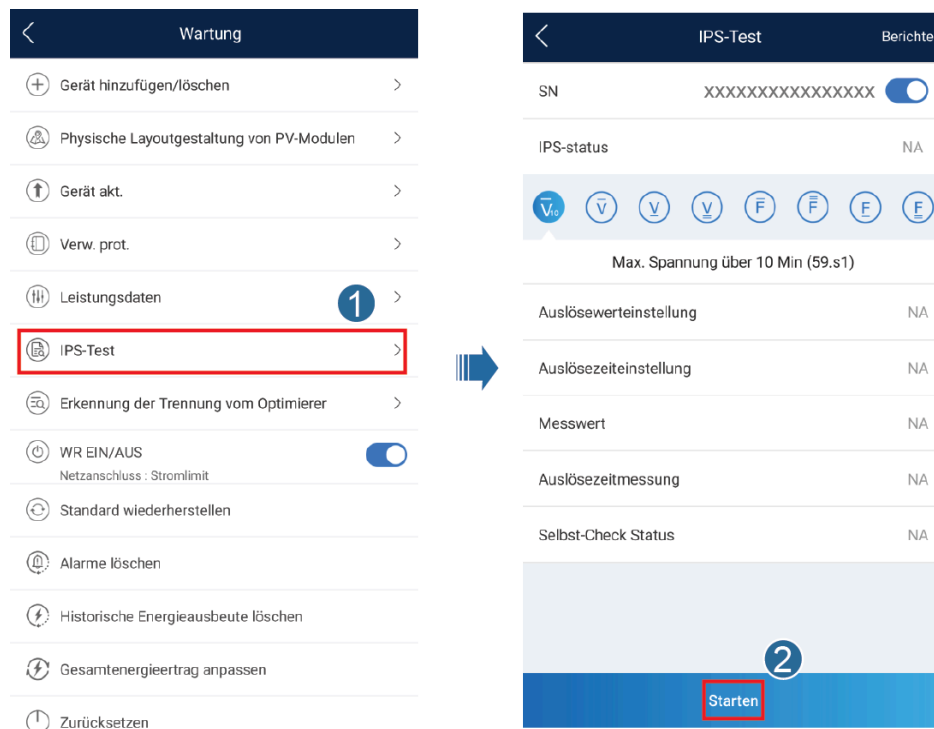 Wartung
Gerät hinzufügen/löschen
Physische Layoutgestaltung von PV-Modulen
Gerät akt.
Verw. prot.
Leistungsdaten
1
IPS-Test
Erkennung der Trennung vom Optimierer
WR EIN/AUS
Netzanschluss : Stromlimit
Standard wiederherstellen
Alarme löschen
Historische Energieausbeute löschen
Gesamtenergieertrag anpassen
Zurücksetzen
IPS-Test Berichte
SN XXXXXXXXXXXXXXXX
IPS-status NA
V̅10 V̅ V̲ V̳ F̅ F̿ F̲ F̳
Max. Spannung über 10 Min (59.s1)
Auslösewerteinstellung NA
Auslösezeiteinstellung NA
Messwert NA
Auslösezeitmessung NA
Selbst-Check Status NA
2
Starten